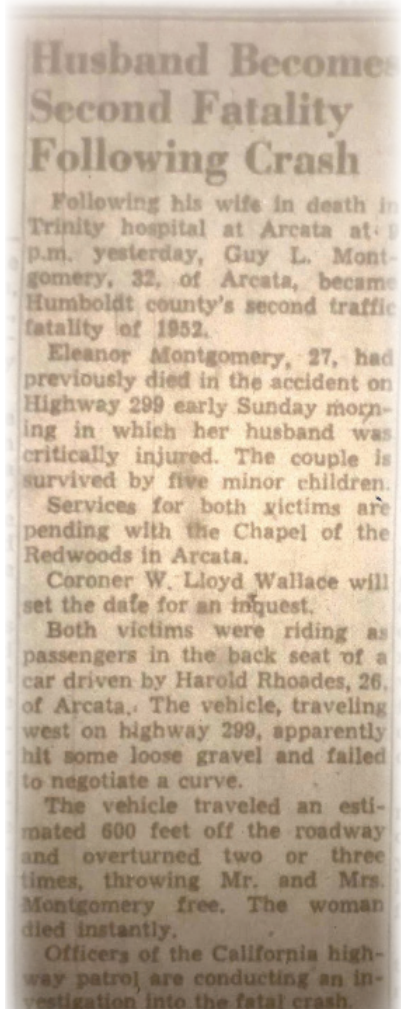 Husband Becomes
Second Fatality
Following Crash
Following his wife in death in
Trinity hospital at Arcata at 9
p.m. yesterday, Guy L. Mont-
gomery, 32, of Arcata, became
Humboldt county's second traffic
fatality of 1952.
Eleanor Montgomery, 27, had
previously died in the accident on
Highway 299 early Sunday morn-
ing in which her husband was
critically injured. The couple is
survived by five minor children.
Services for both victims are
pending with the Chapel of the
Redwoods in Arcata.
Coroner W. Lloyd Wallace will
set the date for an inquest.
Both victims were riding as
passengers in the back seat of a
car driven by Harold Rhoades, 26,
of Arcata. The vehicle, traveling
west on highway 299, apparently
hit some loose gravel and failed
to negotiate a curve.
The vehicle traveled an esti-
mated 600 feet off the roadway
and overturned two or three
times, throwing Mr. and Mrs.
Montgomery free. The woman
died instantly.
Officers of the California high-
way patrol are conducting an in-
vestigation into the fatal crash.